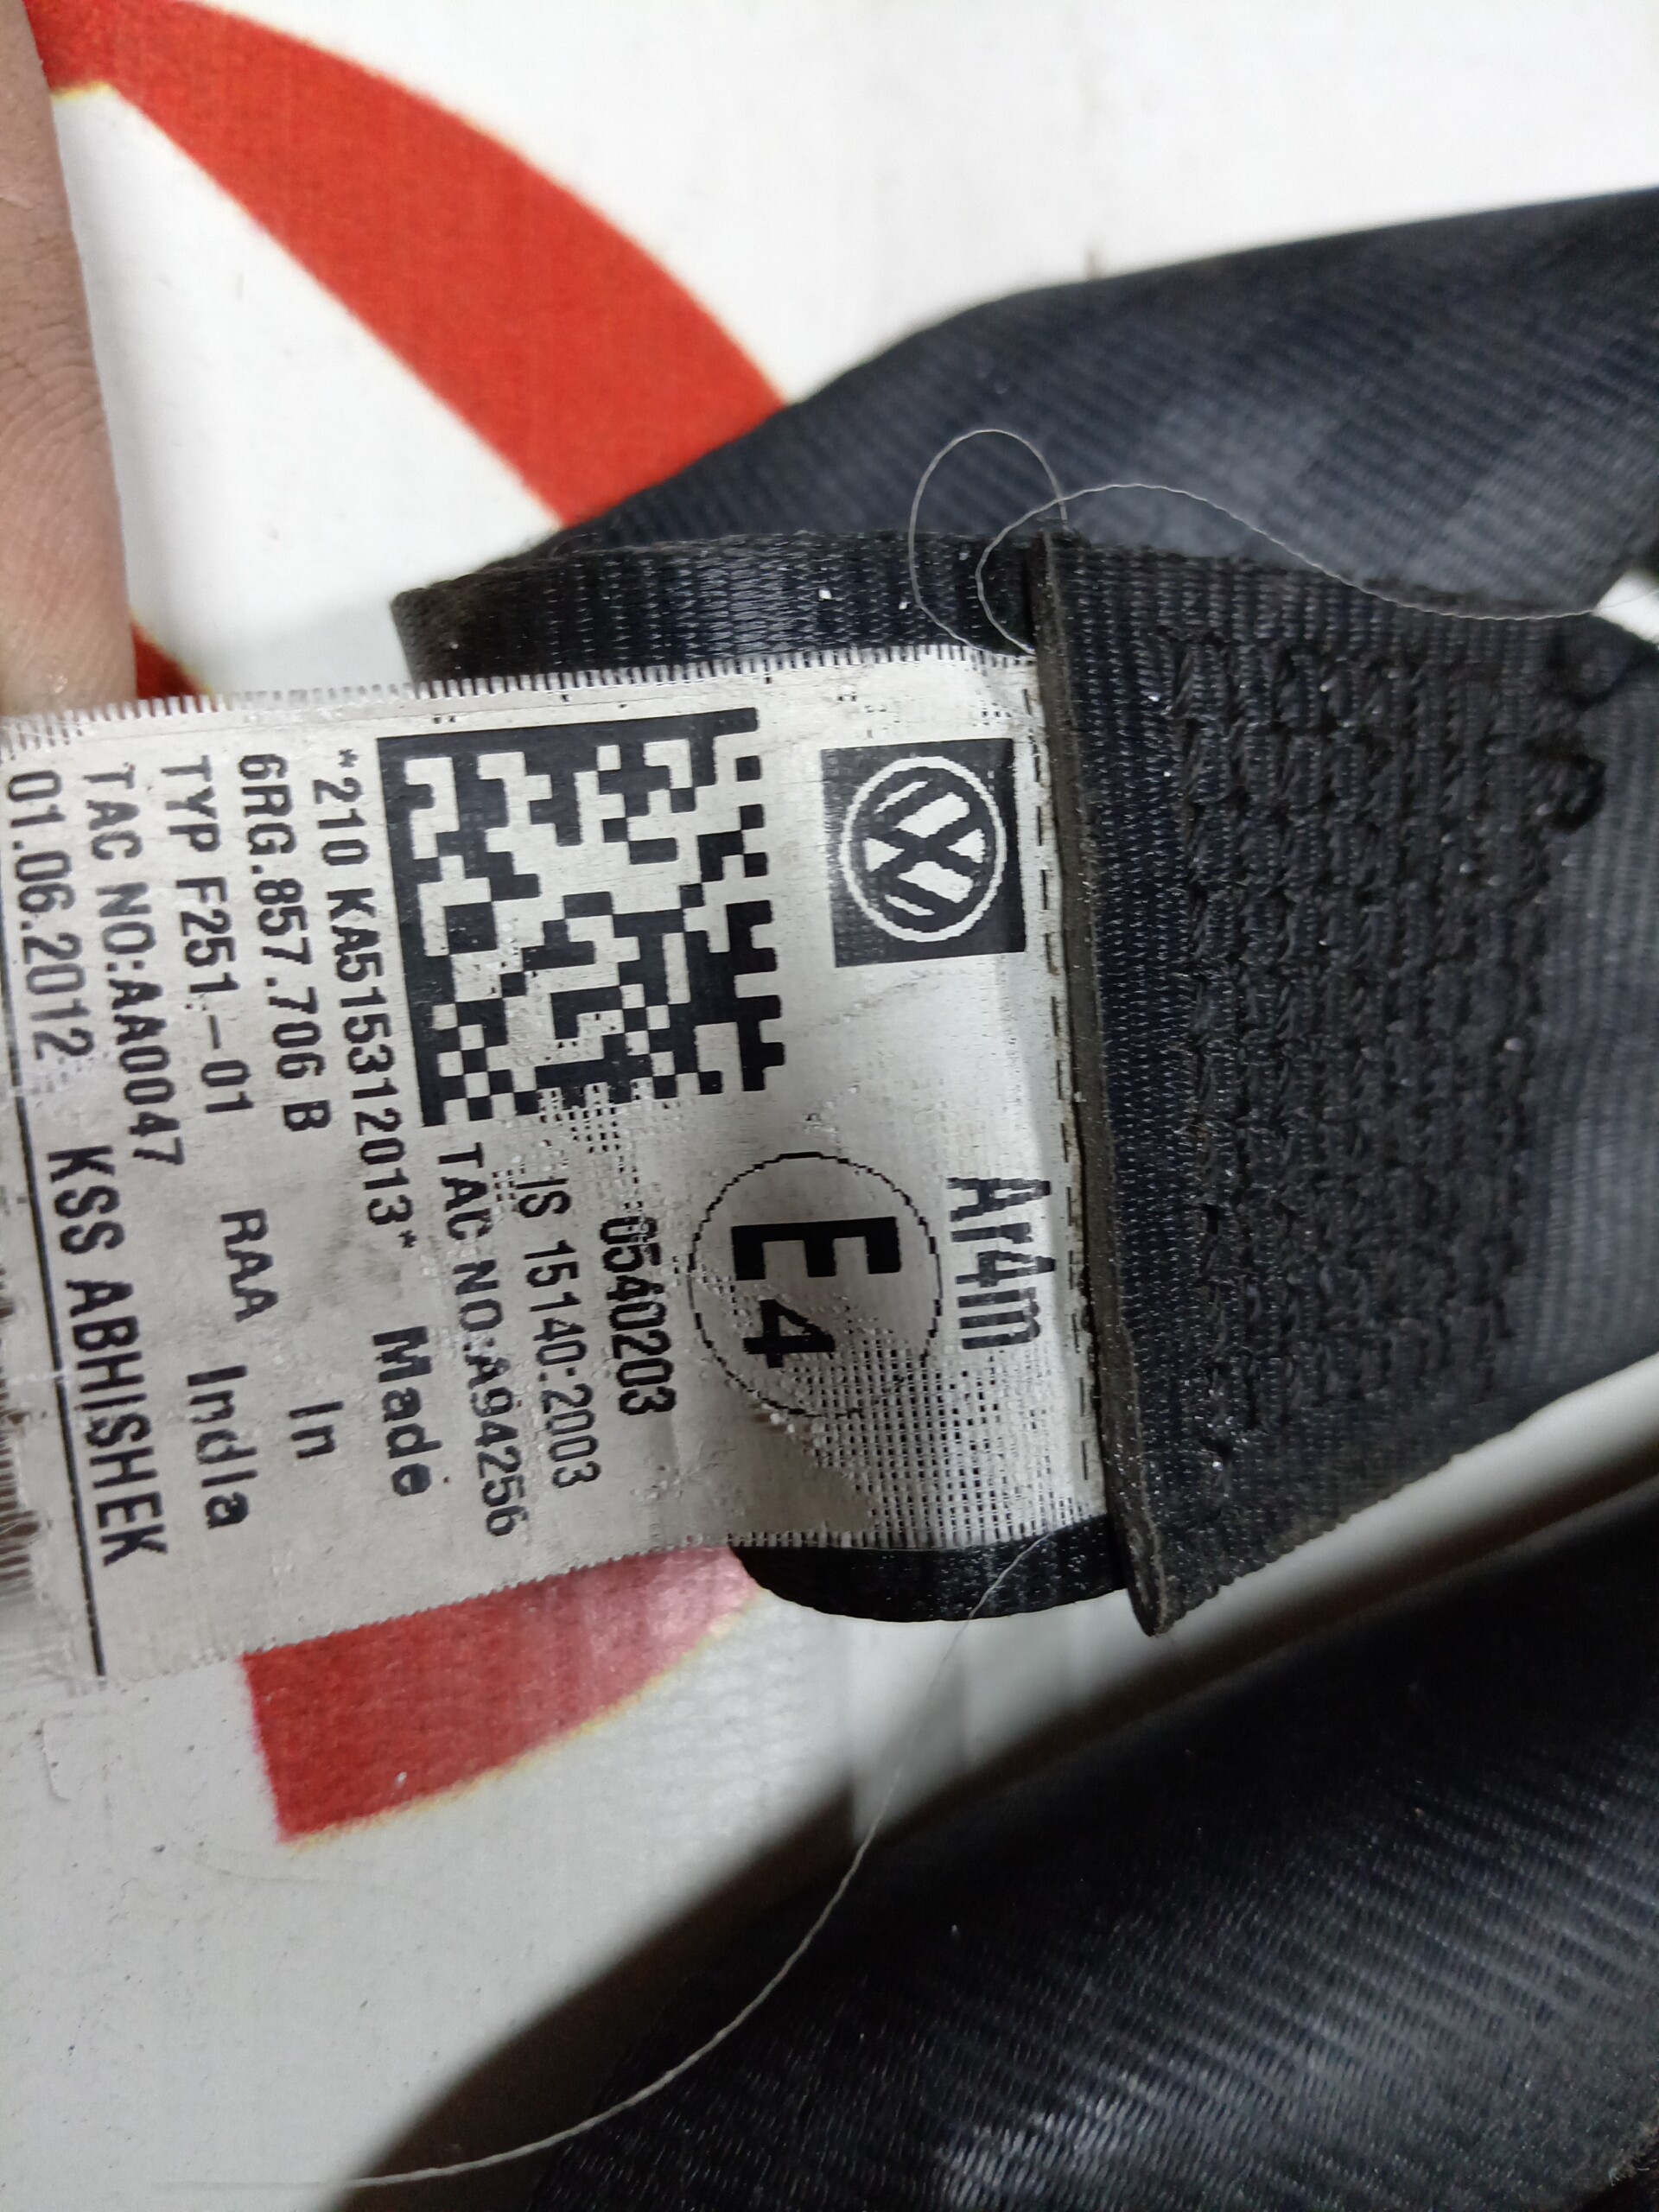 Ar4m
E4
0540203
IS 15140:2003
TAC NO:A94256
*210 KA515312013* Made
6RG.857.706 B In
TYP F251-01 RAA India
TAC NO:AA0047
01.06.2012 KSS ABHISHEK